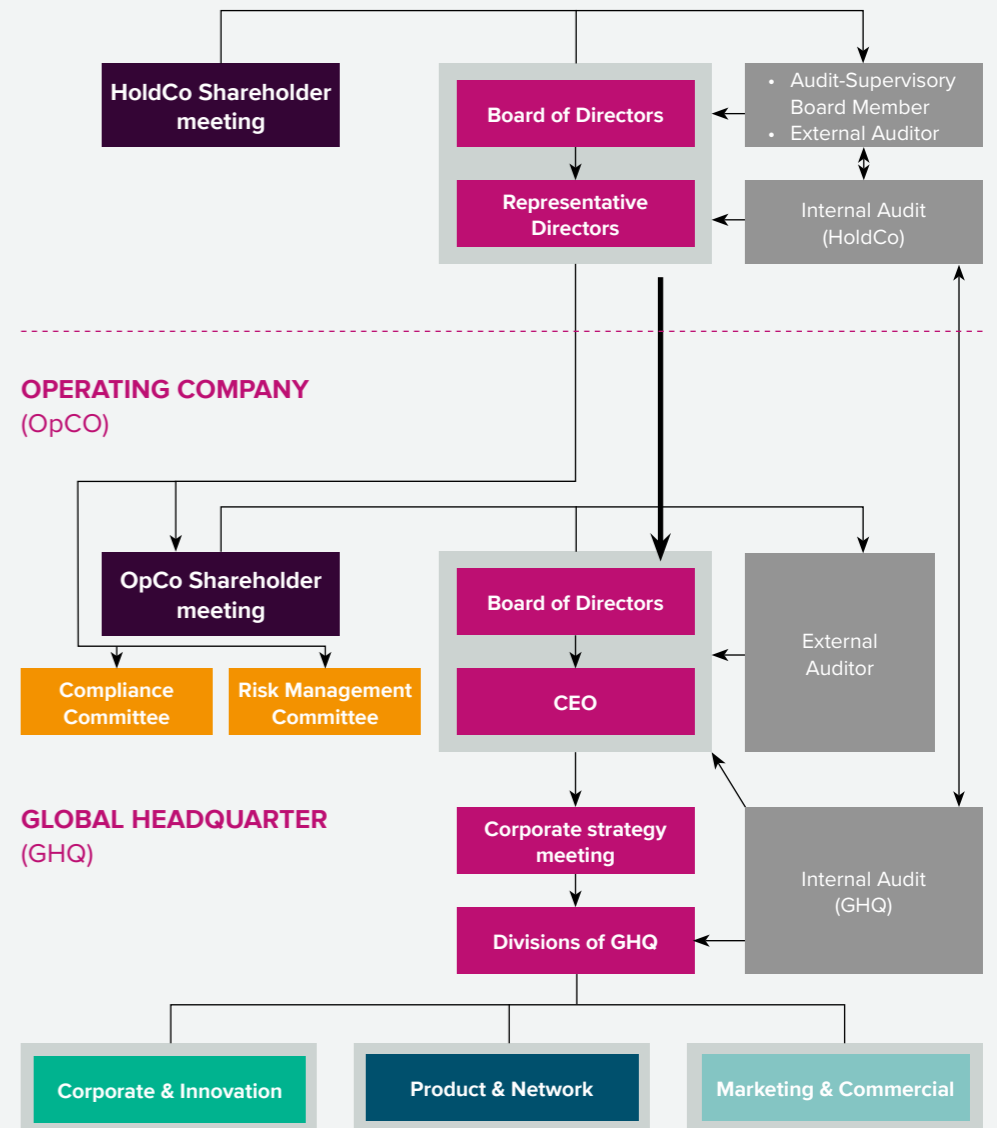 HoldCo Shareholder
meeting
Board of Directors
• Audit-Supervisory
Board Member
• External Auditor
Representative
Directors
Internal Audit
(HoldCo)
OPERATING COMPANY
(OpCO)
OpCo Shareholder
meeting
Board of Directors
External
Auditor
Compliance
Committee
Risk Management
Committee
CEO
GLOBAL HEADQUARTER
(GHQ)
Corporate strategy
meeting
Internal Audit
(GHQ)
Divisions of GHQ
Corporate & Innovation
Product & Network
Marketing & Commercial